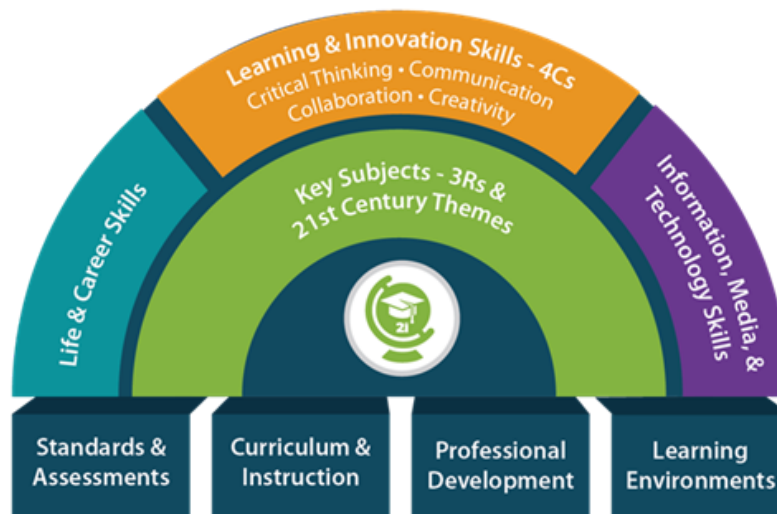 Learning & Innovation Skills - 4Cs
Critical Thinking • Communication
Collaboration • Creativity
Life & Career Skills
Key Subjects - 3Rs &
21st Century Themes
Information, Media, &
Technology Skills
Standards &
Assessments
Curriculum &
Instruction
Professional
Development
Learning
Environments